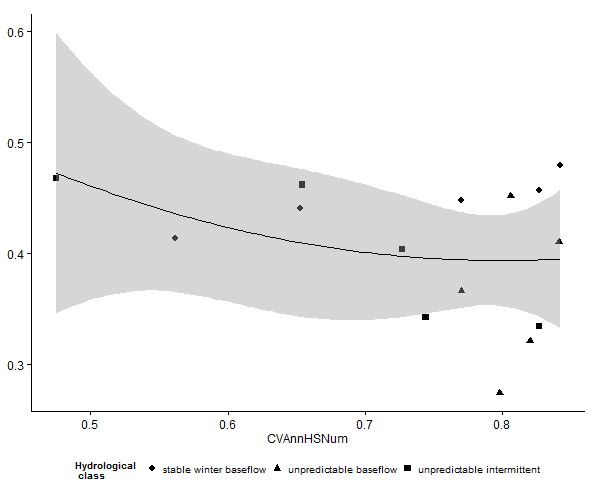 0.6
0.5
0.4
0.3
0.5 0.6 0.7 0.8
CVAnnHSNum
Hydrological
class
stable winter baseflow unpredictable baseflow unpredictable intermittent